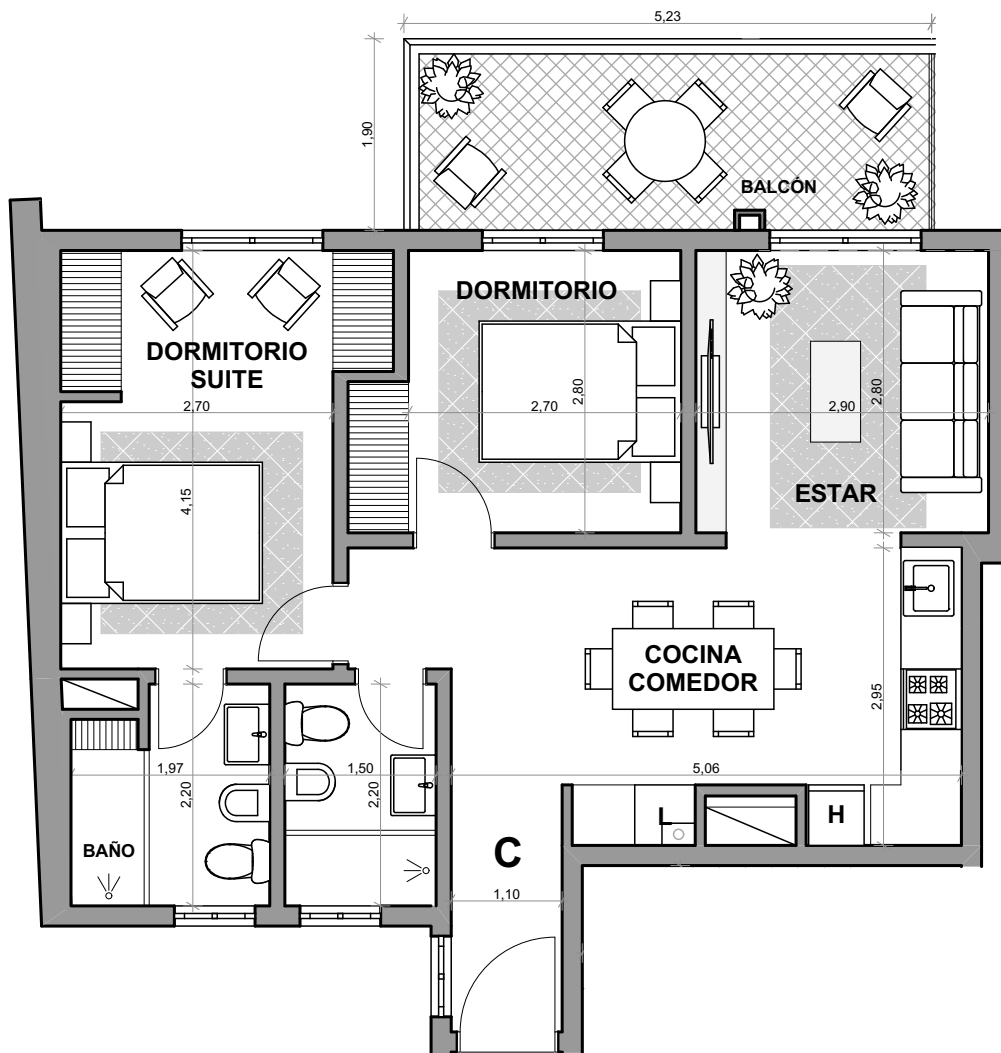 5,23
1,90
BALCÓN
DORMITORIO
SUITE
DORMITORIO
2,70
2,70
2,80
2,90
2,80
ESTAR
4,15
COCINA
COMEDOR
2,95
1,97
2,20
1,50
2,20
5,06
BAÑO
C
L
H
1,10